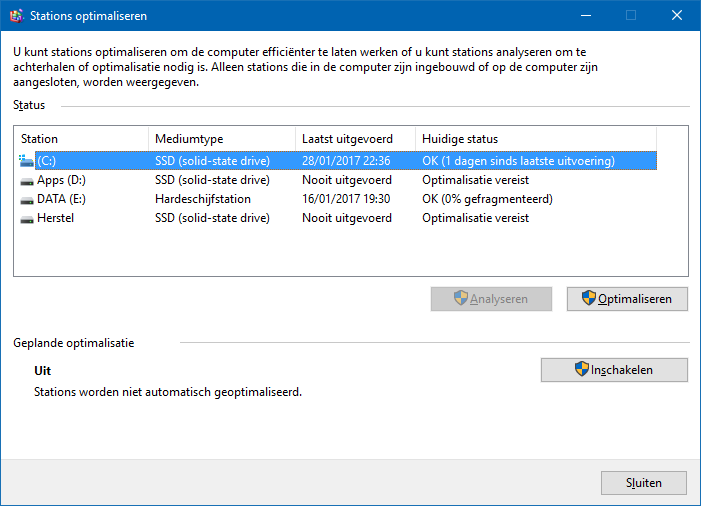 Stations optimaliseren
U kunt stations optimaliseren om de computer efficiënter te laten werken of u kunt stations analyseren om te
achterhalen of optimalisatie nodig is. Alleen stations die in de computer zijn ingebouwd of op de computer zijn
aangesloten, worden weergegeven.
Status
Station Mediumtype Laatst uitgevoerd Huidige status
(C:) SSD (solid-state drive) 28/01/2017 22:36 OK (1 dagen sinds laatste uitvoering)
Apps (D:) SSD (solid-state drive) Nooit uitgevoerd Optimalisatie vereist
DATA (E:) Hardeschijfstation 16/01/2017 19:30 OK (0% gefragmenteerd)
Herstel SSD (solid-state drive) Nooit uitgevoerd Optimalisatie vereist
Analyseren Optimaliseren
Geplande optimalisatie
Uit Inschakelen
Stations worden niet automatisch geoptimaliseerd.
Sluiten